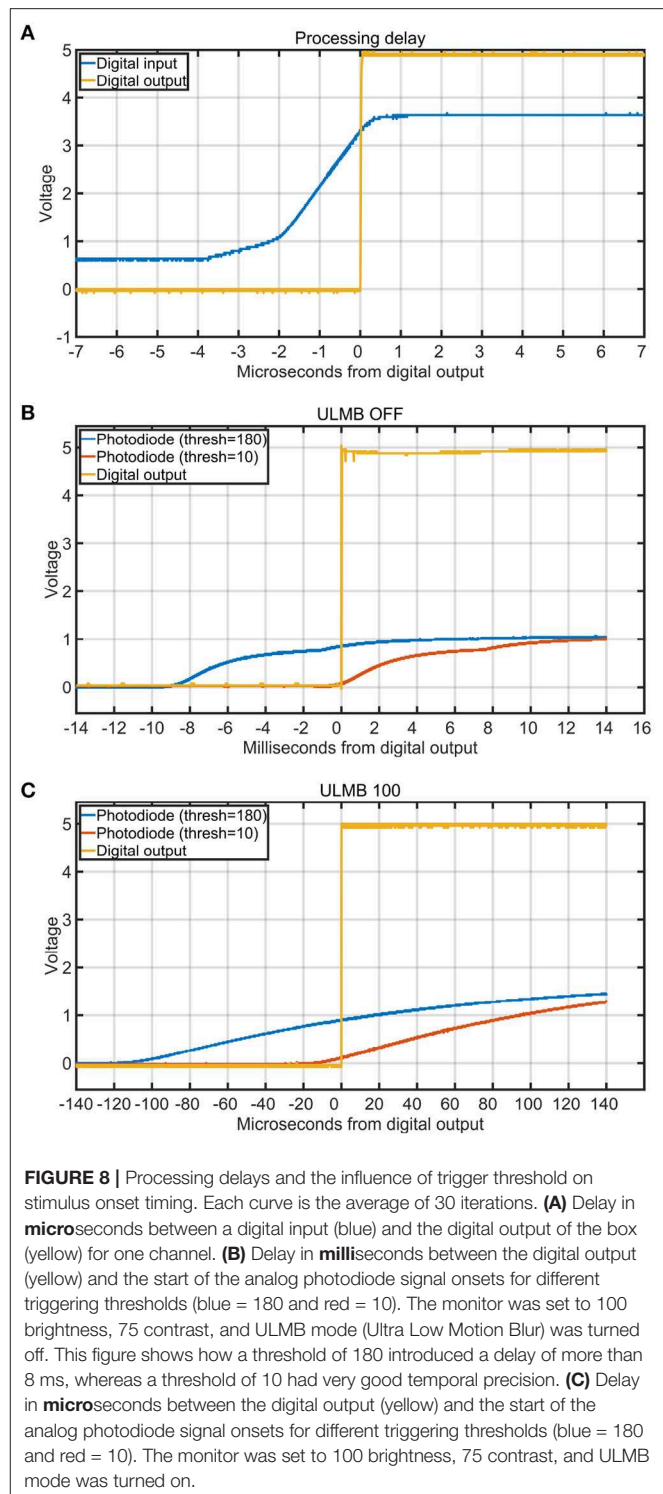 A
Processing delay
Digital input
Digital output
5
4
3
2
1
0
-1
Voltage
-7 -6 -5 -4 -3 -2 -1 0 1 2 3 4 5 6 7
Microseconds from digital output
B
ULMB OFF
Photodiode (thresh=180)
Photodiode (thresh=10)
Digital output
5
4
3
2
1
0
Voltage
-14 -12 -10 -8 -6 -4 -2 0 2 4 6 8 10 12 14 16
Milliseconds from digital output
C
ULMB 100
Photodiode (thresh=180)
Photodiode (thresh=10)
Digital output
5
4
3
2
1
0
Voltage
-140 -120 -100 -80 -60 -40 -20 0 20 40 60 80 100 120 140
Microseconds from digital output
FIGURE 8 | Processing delays and the influence of trigger threshold on
stimulus onset timing. Each curve is the average of 30 iterations. (A) Delay in
microseconds between a digital input (blue) and the digital output of the box
(yellow) for one channel. (B) Delay in milliseconds between the digital output
(yellow) and the start of the analog photodiode signal onsets for different
triggering thresholds (blue = 180 and red = 10). The monitor was set to 100
brightness, 75 contrast, and ULMB mode (Ultra Low Motion Blur) was turned
off. This figure shows how a threshold of 180 introduced a delay of more than
8 ms, whereas a threshold of 10 had very good temporal precision. (C) Delay
in microseconds between the digital output (yellow) and the start of the
analog photodiode signal onsets for different triggering thresholds (blue = 180
and red = 10). The monitor was set to 100 brightness, 75 contrast, and ULMB
mode was turned on.